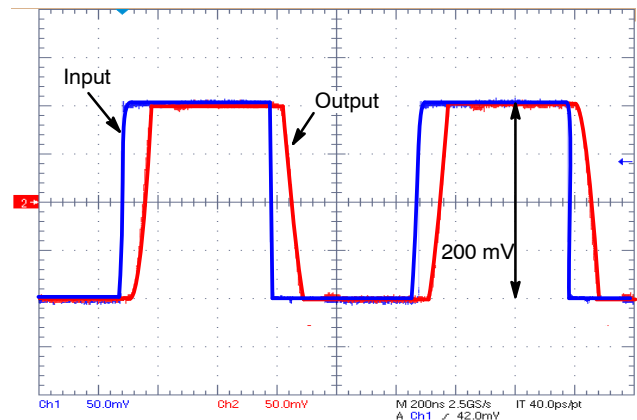 Input
Output
2
200 mV
Ch1 50.0mV Ch2 50.0mV M 200ns 2.5GS/s IT 40.0ps/pt
A Ch1 ∕ 42.0mV